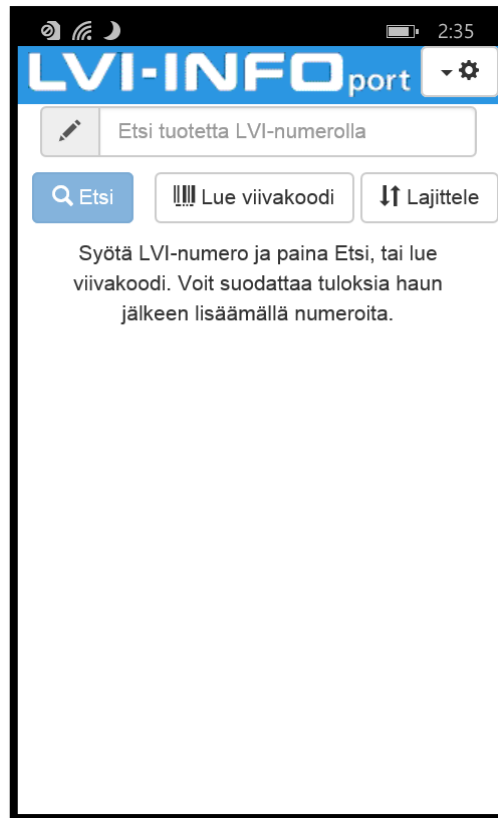 2:35
LVI-INFOport
Etsi tuotetta LVI-numerolla
Etsi
Lue viivakoodi
Lajittele
Syötä LVI-numero ja paina Etsi, tai lue
viivakoodi. Voit suodattaa tuloksia haun
jälkeen lisäämällä numeroita.